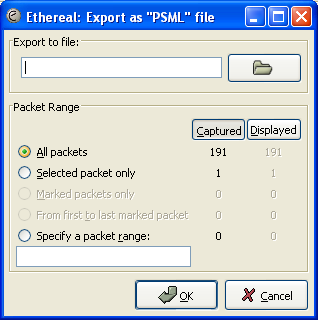 Ethereal: Export as "PSML" file
Export to file:
Packet Range
Captured Displayed
All packets 191 191
Selected packet only 1 1
Marked packets only 0 0
From first to last marked packet 0 0
Specify a packet range: 0 0
OK Cancel